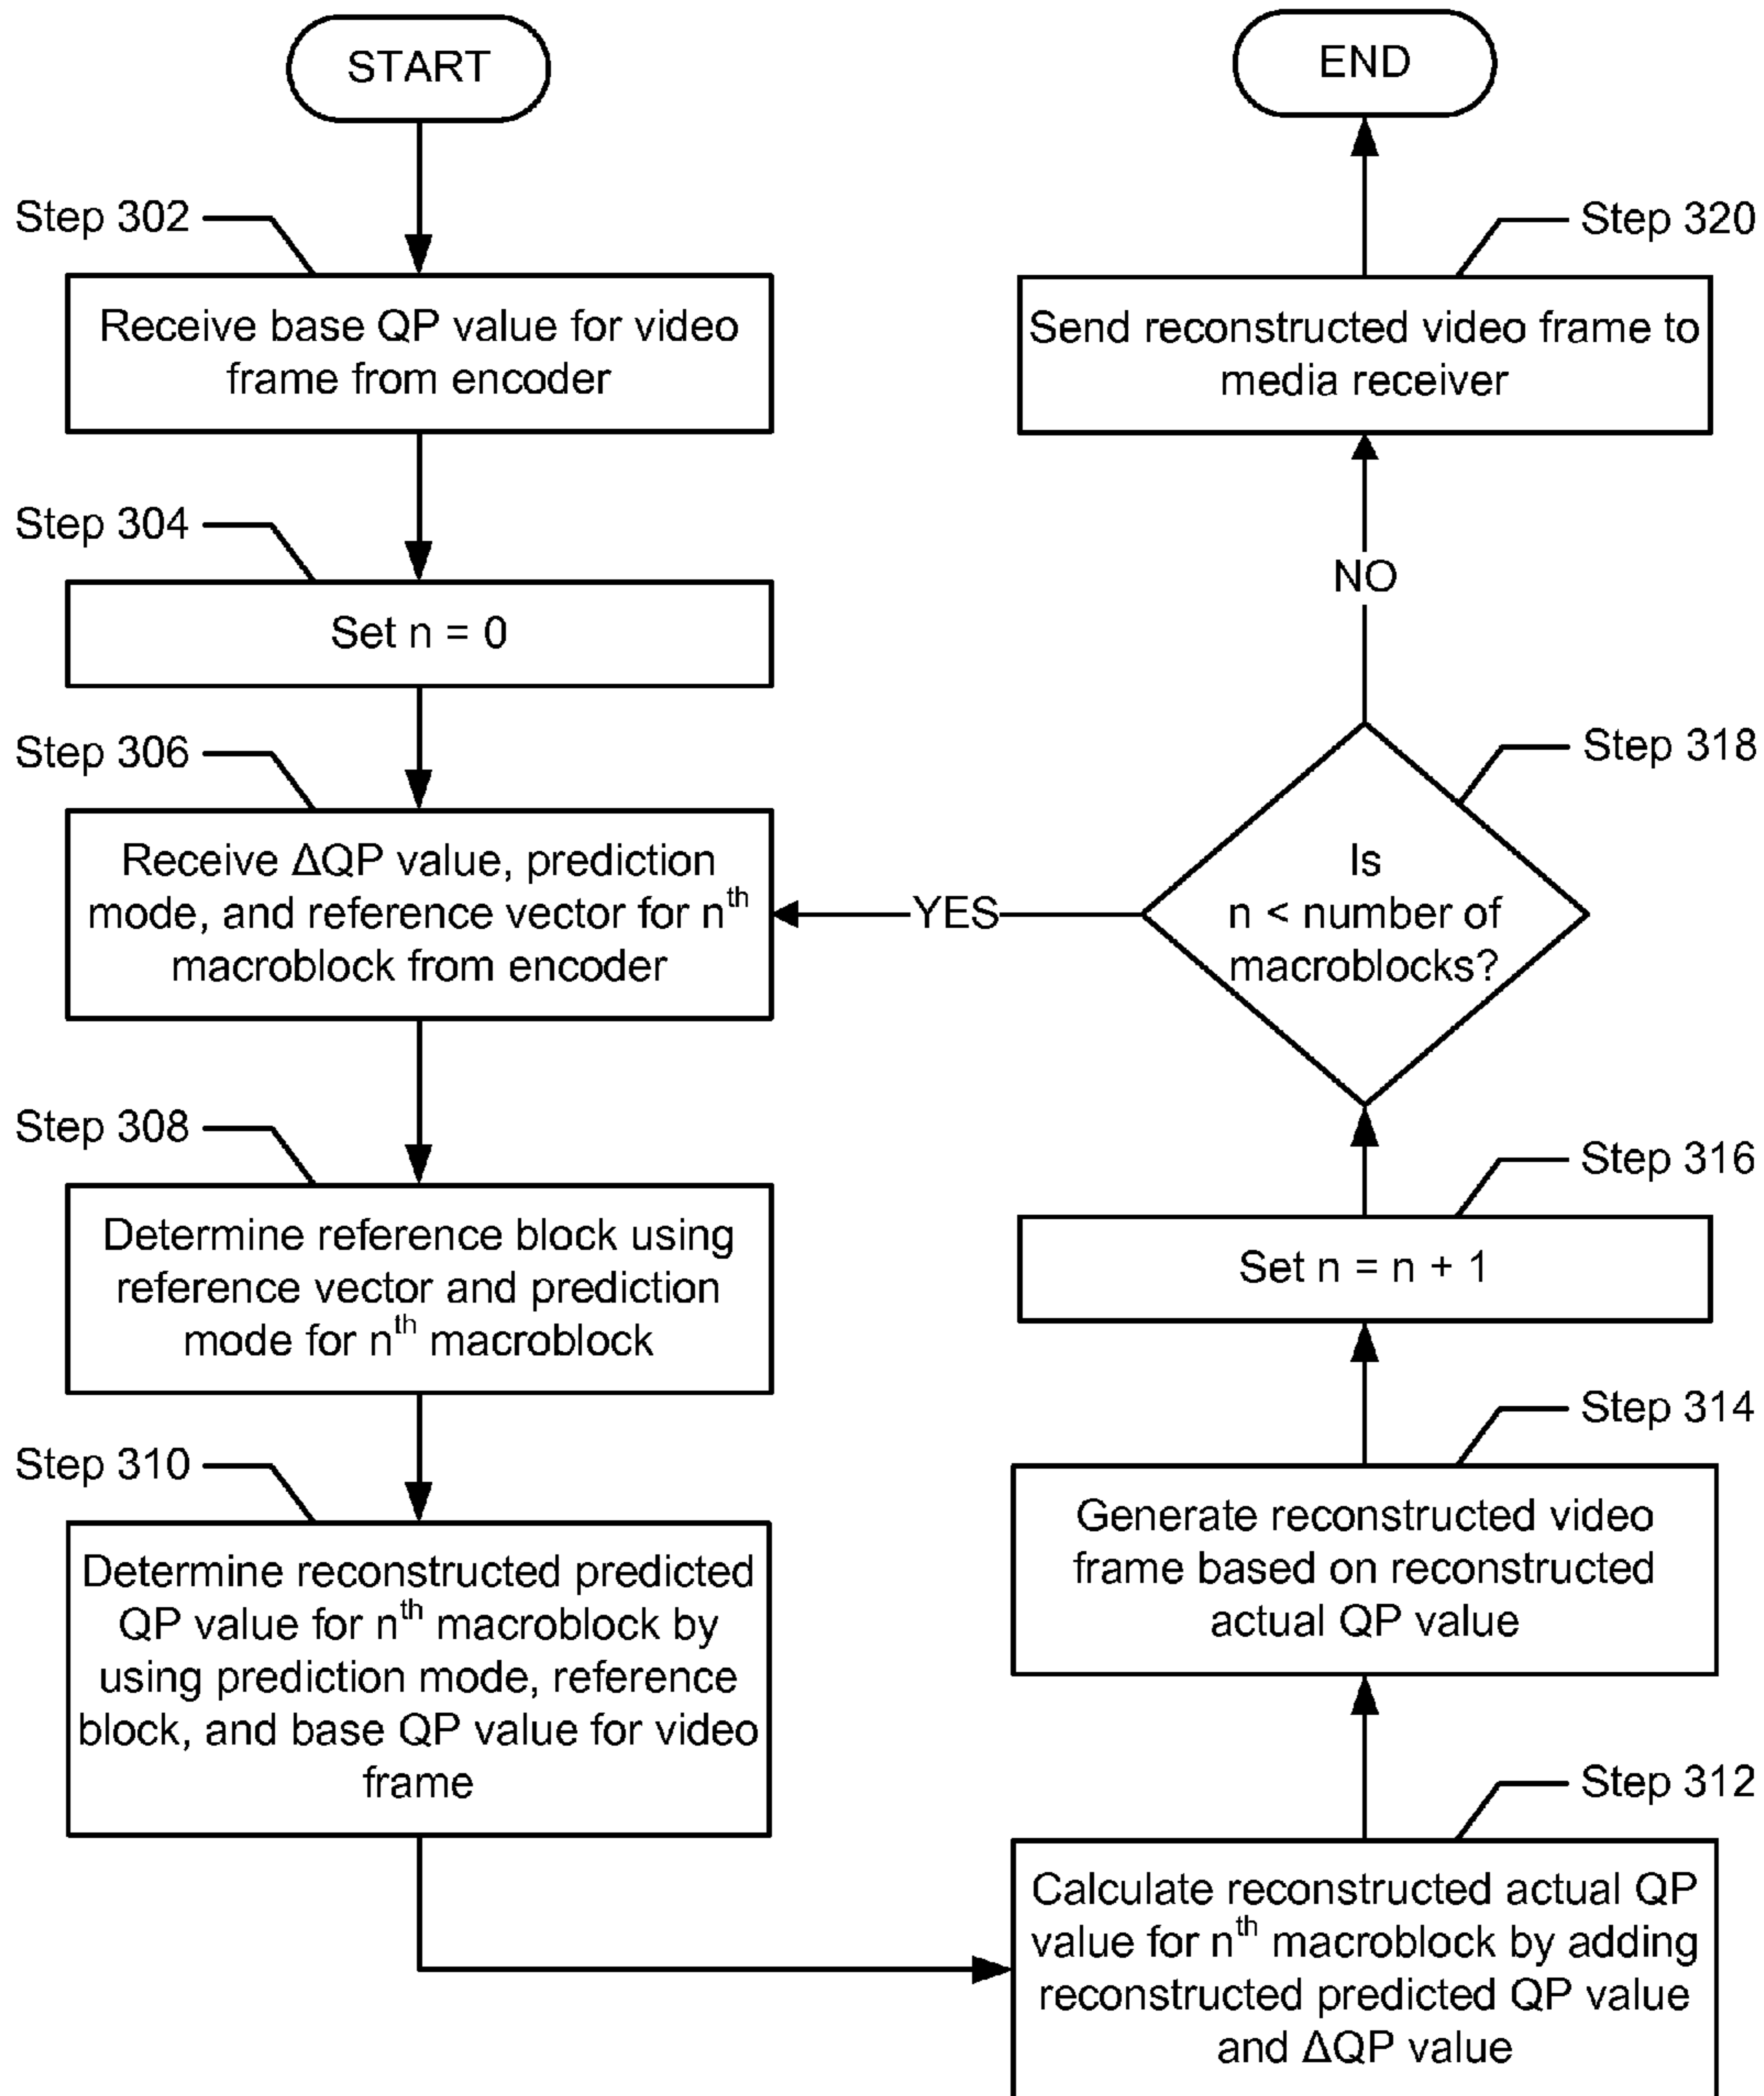 START
Step 302
Receive base QP value for video
frame from encoder
Step 304
Set n = 0
Step 306
Receive ΔQP value, prediction
mode, and reference vector for nth
macroblock from encoder
Step 308
Determine reference block using
reference vector and prediction
mode for nth macroblock
Step 310
Determine reconstructed predicted
QP value for nth macroblock by
using prediction mode, reference
block, and base QP value for video
frame
Step 312
Calculate reconstructed actual QP
value for nth macroblock by adding
reconstructed predicted QP value
and ΔQP value
Step 314
Generate reconstructed video
frame based on reconstructed
actual QP value
Step 316
Set n = n + 1
Step 318
Is
n < number of
macroblocks?
YES
NO
Step 320
Send reconstructed video frame to
media receiver
END